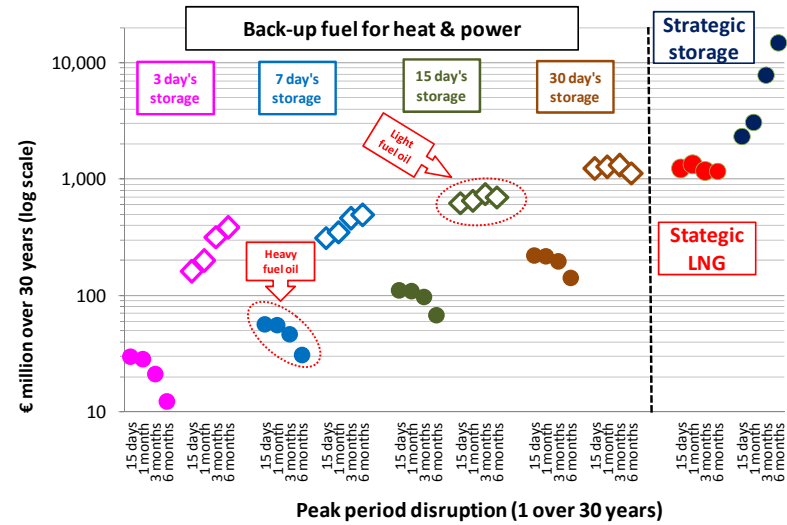 Back-up fuel for heat & power
Strategic
storage
3 day's
storage
7 day's
storage
15 day's
storage
30 day's
storage
Light
fuel oil
Heavy
fuel oil
Stategic
LNG
€ million over 30 years (log scale)
10,000
1,000
100
10
15 days
1 month
3 months
6 months
15 days
1 month
3 months
6 months
15 days
1 month
3 months
6 months
15 days
1 month
3 months
6 months
15 days
1 month
3 months
6 months
15 days
1 month
3 months
6 months
15 days
1 month
3 months
6 months
15 days
1 month
3 months
6 months
15 days
1 month
3 months
6 months
15 days
1 month
3 months
6 months
Peak period disruption (1 over 30 years)